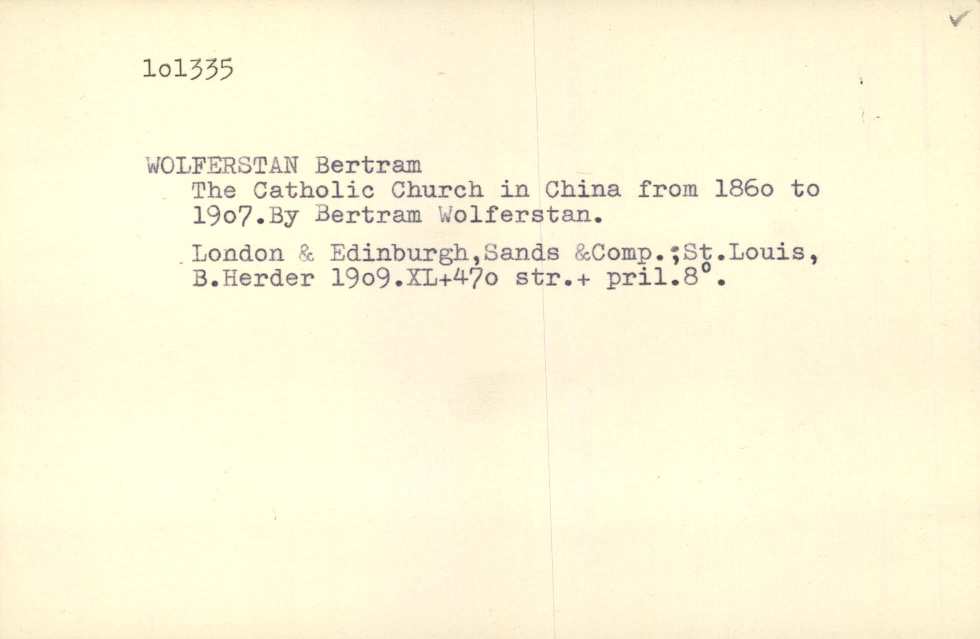 lol335
WOLFERSTAN Bertram
The Catholic Church in China from 186o to
19o7.By Bertram Wolferstan.
London & Edinburgh,Sands &Comp.;St.Louis,
B.Herder 19o9.XL+47o str.+ pril.8°.